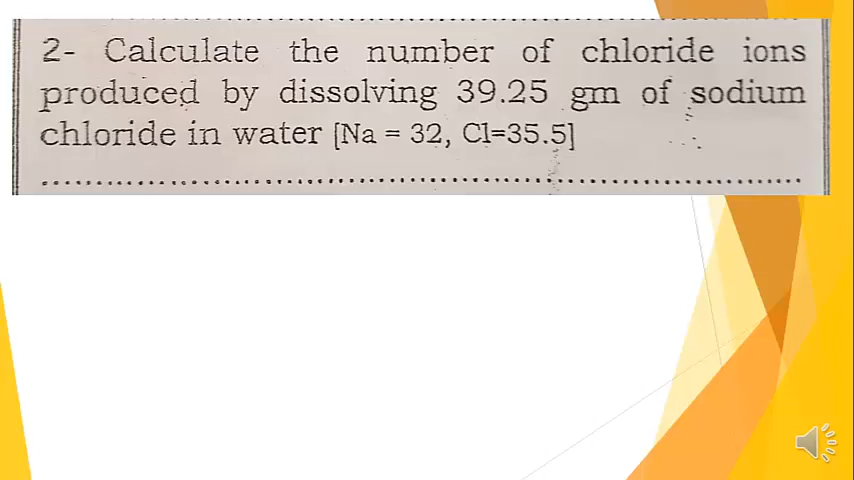 2- Calculate the number of chloride ions
produced by dissolving 39.25 gm of sodium
chloride in water [Na = 32, Cl=35.5]